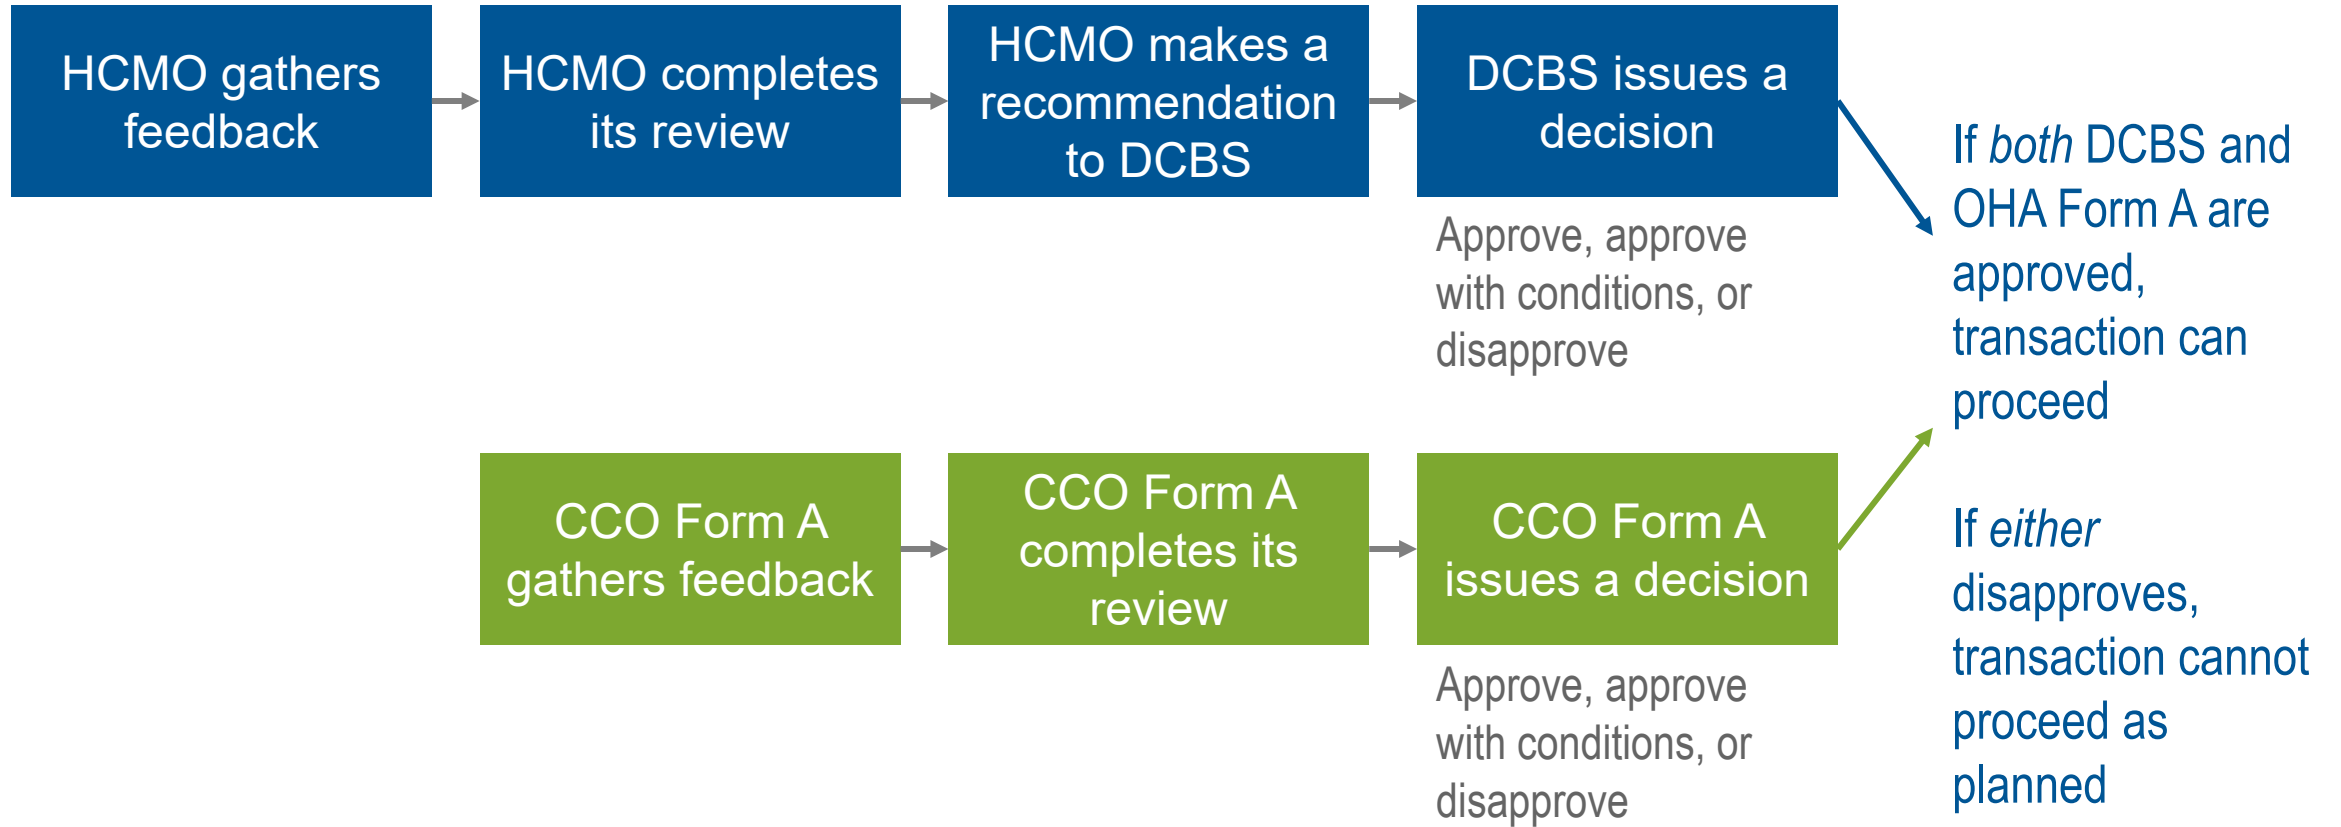 HCMO gathers
feedback
HCMO completes
its review
HCMO makes a
recommendation
to DCBS
DCBS issues a
decision
Approve, approve
with conditions, or
disapprove
CCO Form A
gathers feedback
CCO Form A
completes its
review
CCO Form A
issues a decision
Approve, approve
with conditions, or
disapprove
If both DCBS and
OHA Form A are
approved,
transaction can
proceed
If either
disapproves,
transaction cannot
proceed as
planned